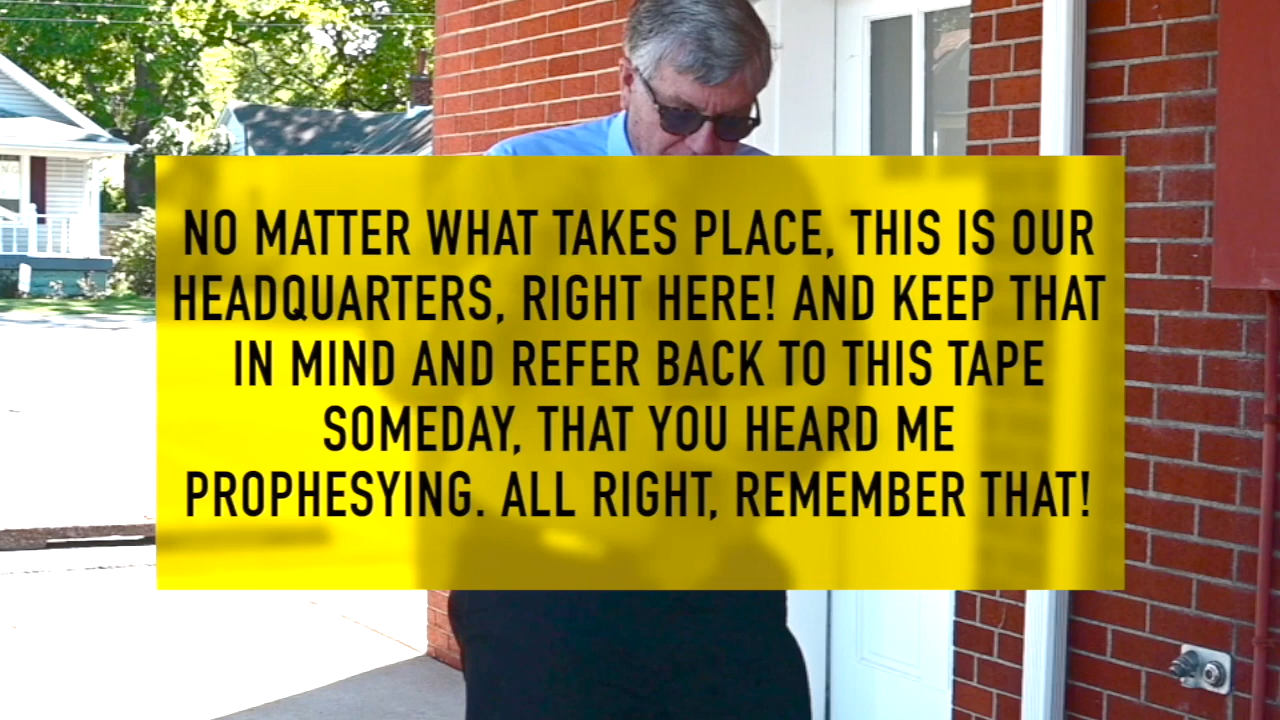 NO MATTER WHAT TAKES PLACE, THIS IS OUR
HEADQUARTERS, RIGHT HERE! AND KEEP THAT
IN MIND AND REFER BACK TO THIS TAPE
SOMEDAY, THAT YOU HEARD ME
PROPHESYING. ALL RIGHT, REMEMBER THAT!